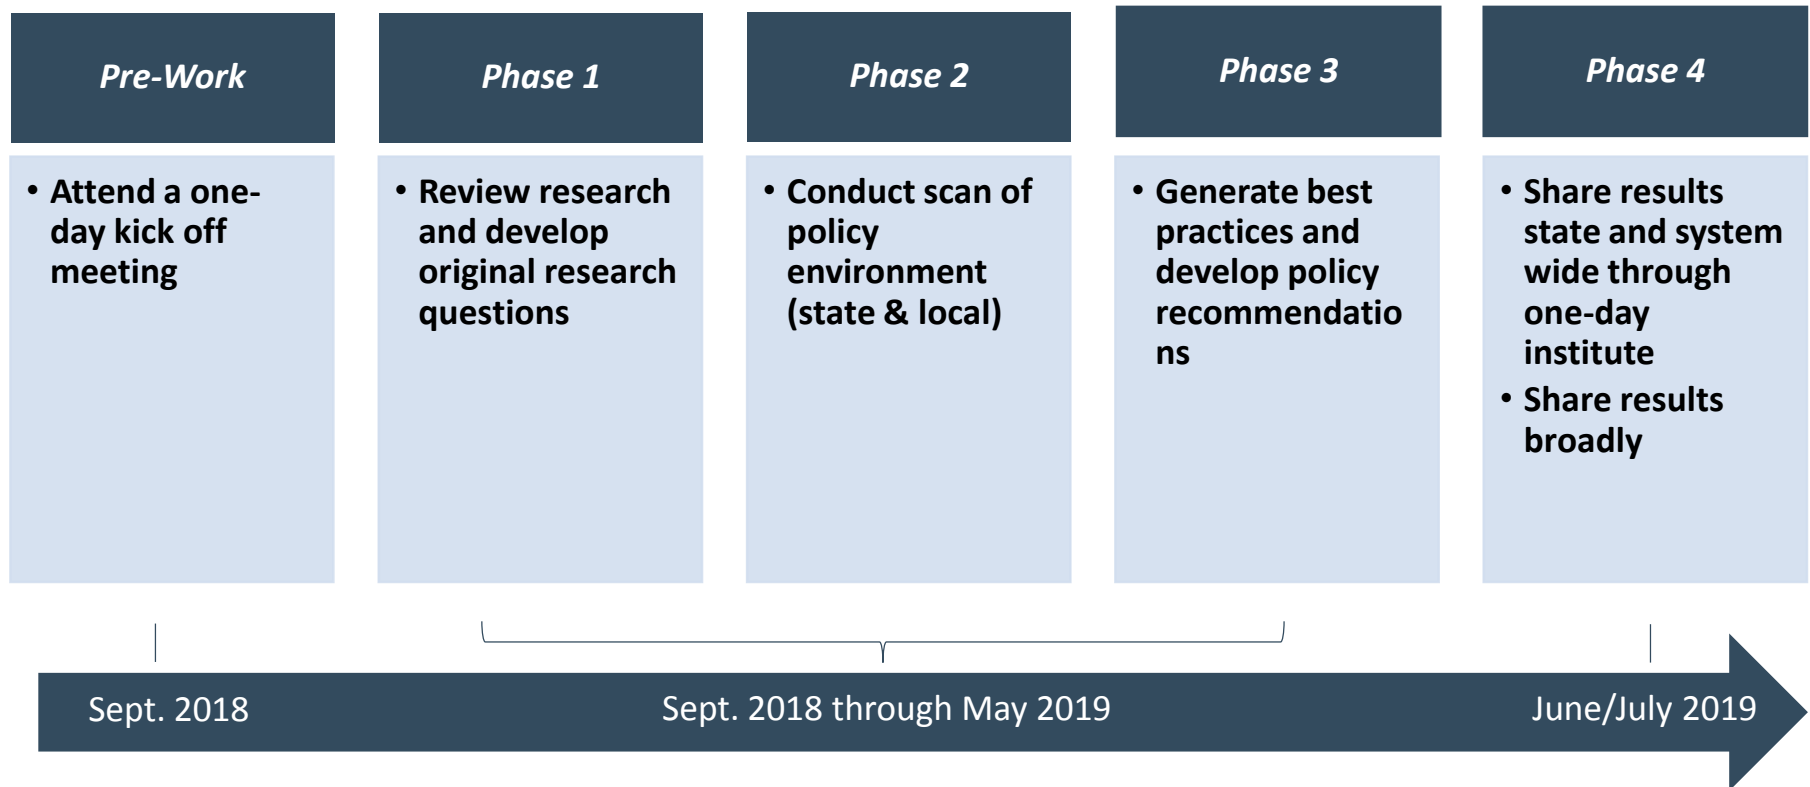 Pre-Work
• Attend a one-
day kick off
meeting
Phase 1
• Review research
and develop
original research
questions
Phase 2
• Conduct scan of
policy
environment
(state & local)
Phase 3
• Generate best
practices and
develop policy
recommendatio
ns
Phase 4
• Share results
state and system
wide through
one-day
institute
• Share results
broadly
Sept. 2018
Sept. 2018 through May 2019
June/July 2019